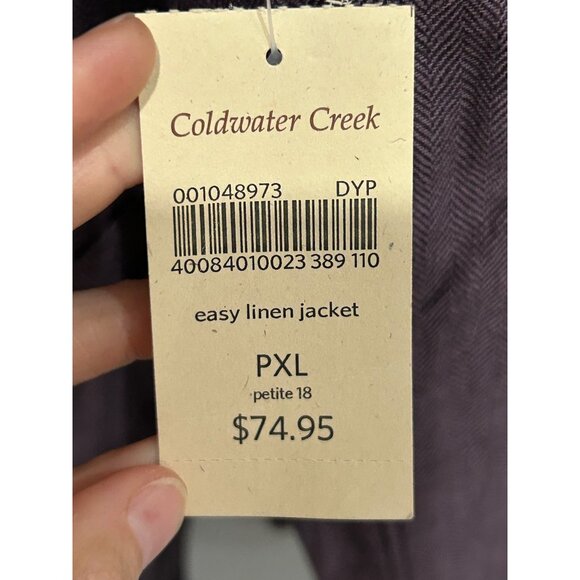 Coldwater Creek
001048973 DYP
40084010023 389 110
easy linen jacket
PXL
petite 18
$74.95